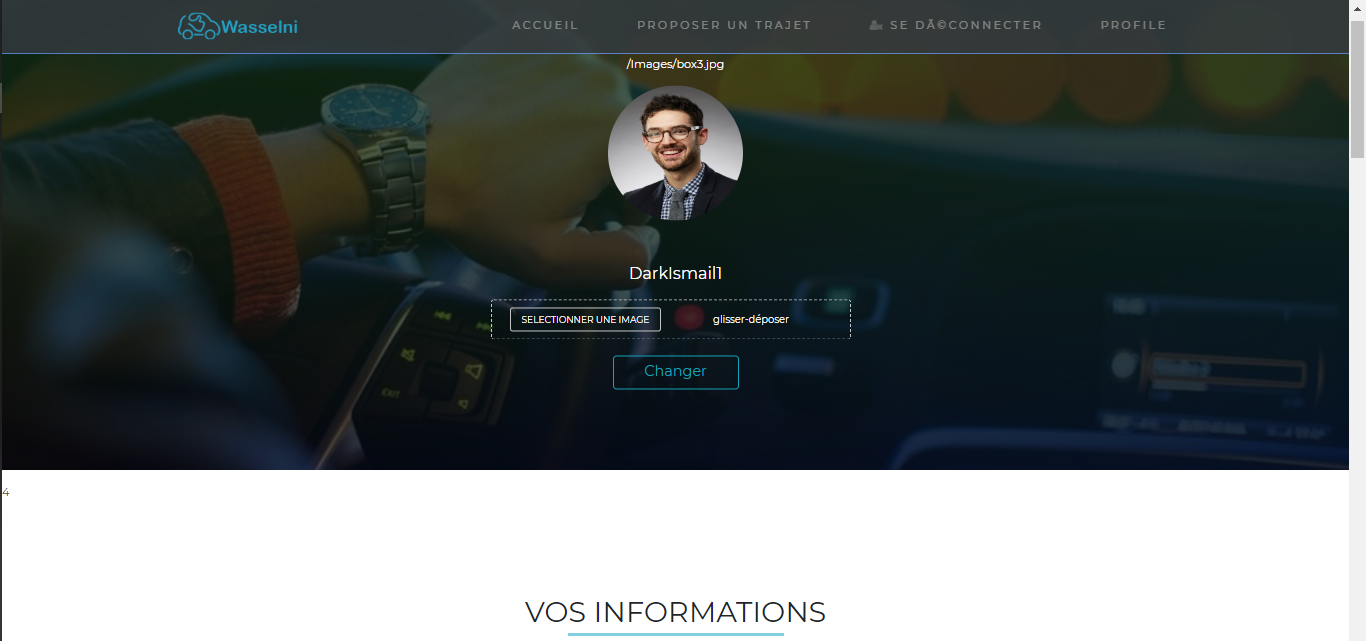 Wasselni
ACCUEIL
PROPOSER UN TRAJET
SE DÃ©CONNECTER
PROFILE
/Images/box3.jpg
DarkIsmail1
SELECTIONNER UNE IMAGE
glisser-déposer
Changer
EXIT
4
VOS INFORMATIONS